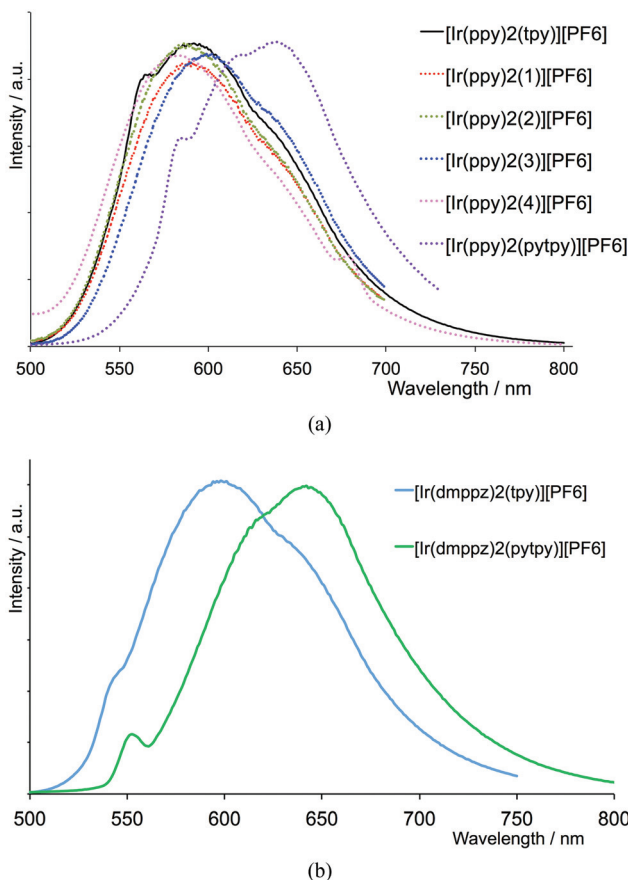 Intensity / a.u.
[Ir(ppy)2(tpy)][PF6]
[Ir(ppy)2(1)][PF6]
[Ir(ppy)2(2)][PF6]
[Ir(ppy)2(3)][PF6]
[Ir(ppy)2(4)][PF6]
[Ir(ppy)2(pytpy)][PF6]
500 550 600 650 700 750 800
Wavelength / nm
(a)
Intensity / a.u.
[Ir(dmppz)2(tpy)][PF6]
[Ir(dmppz)2(pytpy)][PF6]
500 550 600 650 700 750 800
Wavelength / nm
(b)